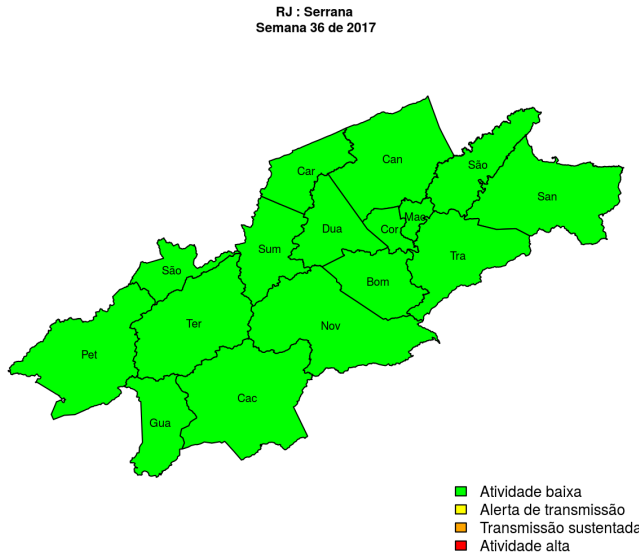 RJ : Serrana
Semana 36 de 2017
Can
São
Car
San
Mac
Dua
Cor
Sum
Tra
São
Bom
Ter
Nov
Pet
Cac
Gua
Atividade baixa
Alerta de transmissão
Transmissão sustentada
Atividade alta